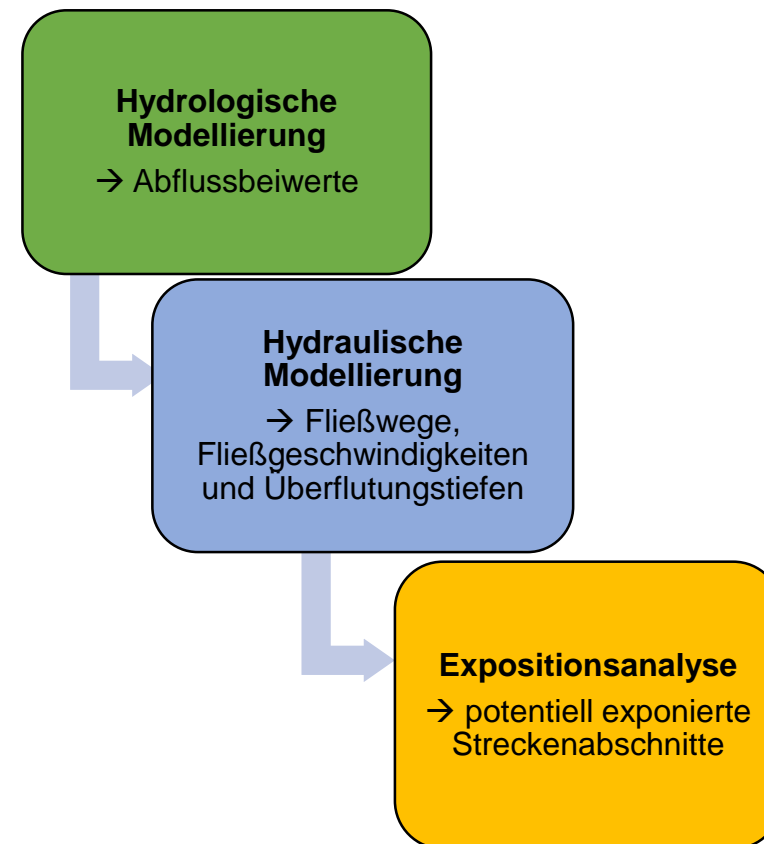 Hydrologische
Modellierung
→ Abflussbeiwerte
Hydraulische
Modellierung
→ Fließwege,
Fließgeschwindigkeiten
und Überflutungstiefen
Expositionsanalyse
→ potentiell exponierte
Streckenabschnitte